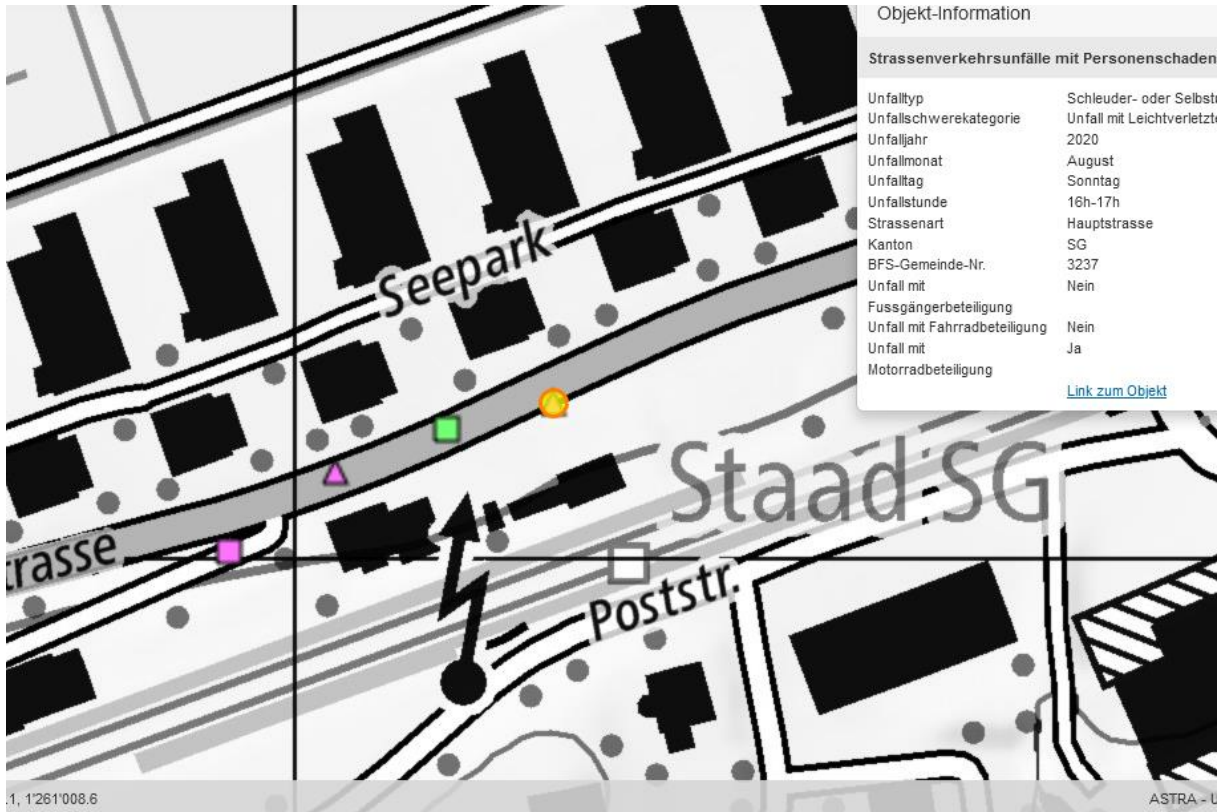 Objekt-Information
Strassenverkehrsunfälle mit Personenschaden
Unfalltyp Schleuder- oder
Unfallschwerekategorie Unfall mit
Unfalljahr 2020
Unfallmonat August
Unfalltag Sonntag
Unfallstunde 16h-17h
Strassenart Hauptstrasse
Kanton SG
BFS-Gemeinde-Nr. 3237
Unfall mit Nein
Fussgängerbeteiligung
Unfall mit Fahrradbeteiligung Nein
Unfall mit Ja
Motorradbeteiligung
Link zum Objekt
Seepark
Staad SG
trasse
Poststr.
.1, 1'261'008.6
ASTRA -